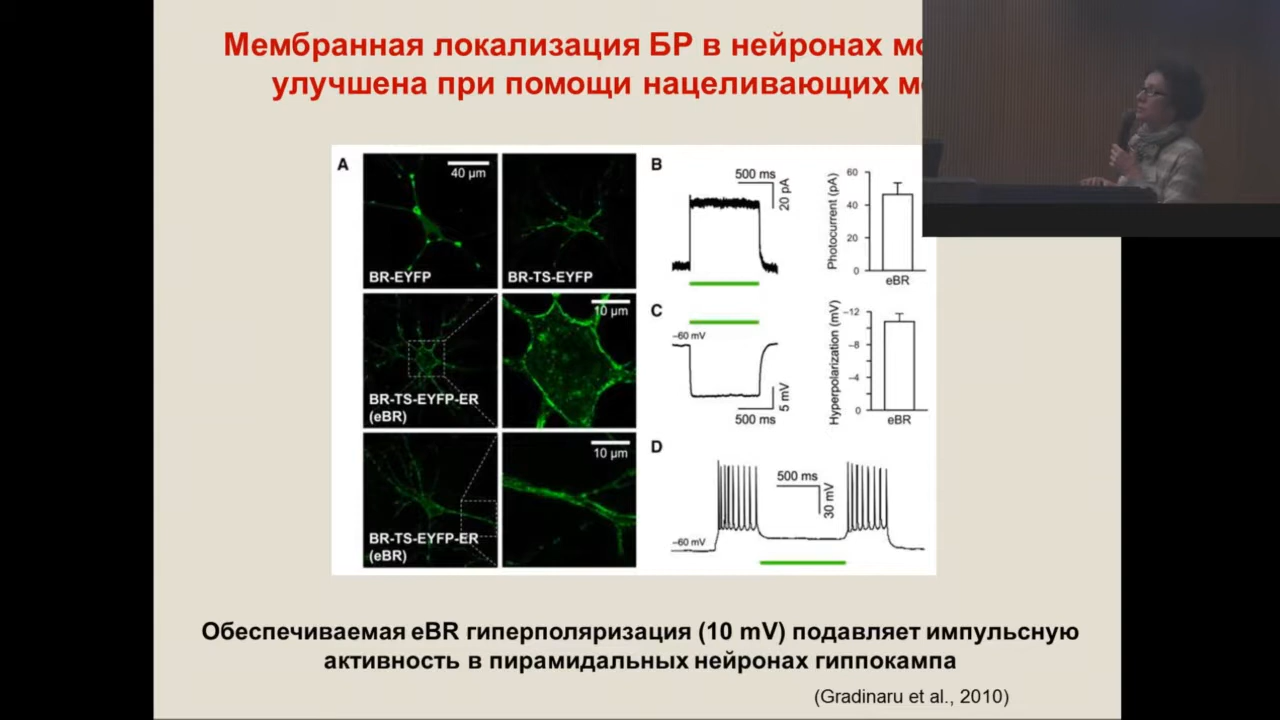 Мембранная локализация БР в нейронах
улучшена при помощи нацеливающих
A
40 µm
BR-EYFP
BR-TS-EYFP
10 µm
BR-TS-EYFP-ER
(eBR)
10 µm
BR-TS-EYFP-ER
(eBR)
B
500 ms
20 pA
Photocurrent (pA)
60
40
20
0
eBR
C
–60 mV
5 mV
500 ms
Hyperpolarization (mV)
–12
–8
–4
0
eBR
D
500 ms
30 mV
–60 mV
Обеспечиваемая eBR гиперполяризация (10 mV) подавляет импульсную
активность в пирамидальных нейронах гиппокампа
(Gradinaru et al., 2010)